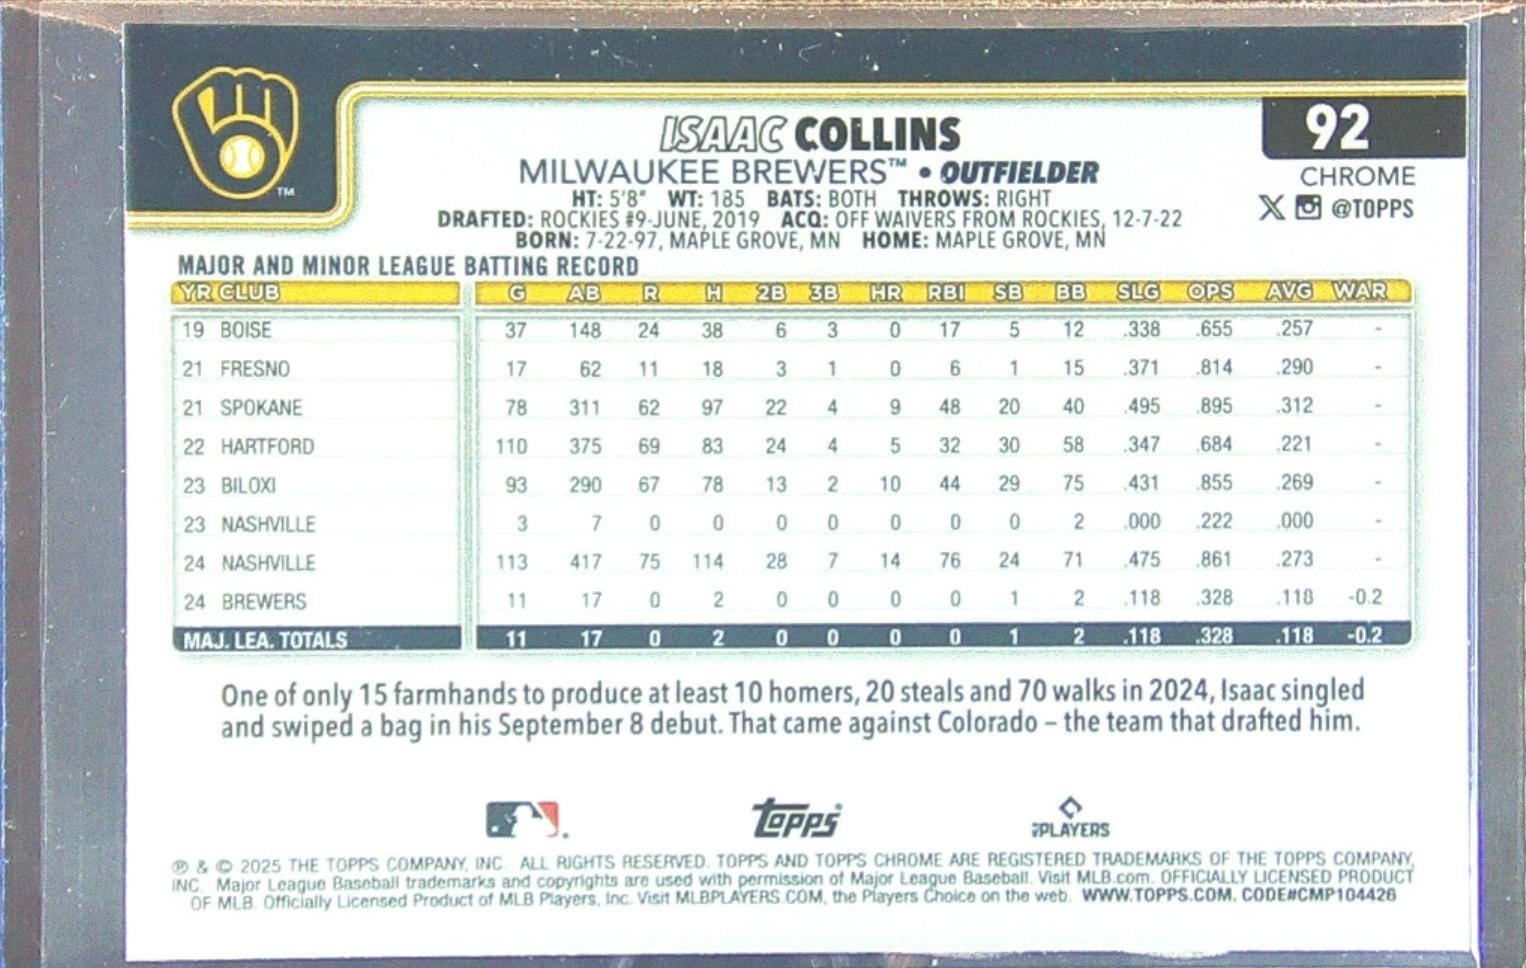 92
ISAAC COLLINS
CHROME
MILWAUKEE BREWERS™ • OUTFIELDER
@TOPPS
HT: 5'8" WT: 185 BATS: BOTH THROWS: RIGHT
DRAFTED: ROCKIES #9-JUNE, 2019 ACQ: OFF WAIVERS FROM ROCKIES, 12-7-22
BORN: 7-22-97, MAPLE GROVE, MN HOME: MAPLE GROVE, MN
TM
MAJOR AND MINOR LEAGUE BATTING RECORD
YR CLUB G AB R H 2B 3B HR RBI SB BB SLG OPS AVG WAR
19 BOISE 37 148 24 38 6 3 0 17 5 12 .338 .655 .257 -
21 FRESNO 17 62 11 18 3 1 0 6 1 15 .371 .814 .290 -
21 SPOKANE 78 311 62 97 22 4 9 48 20 40 .495 .895 .312 -
22 HARTFORD 110 375 69 83 24 4 5 32 30 58 .347 .684 .221 -
23 BILOXI 93 290 67 78 13 2 10 44 29 75 .431 .855 .269 -
23 NASHVILLE 3 7 0 0 0 0 0 0 0 2 .000 .222 .000 -
24 NASHVILLE 113 417 75 114 28 7 14 76 24 71 .475 .861 .273 -
24 BREWERS 11 17 0 2 0 0 0 0 1 2 .118 .328 .118 -0.2
MAJ. LEA. TOTALS 11 17 0 2 0 0 0 0 1 2 .118 .328 .118 -0.2
One of only 15 farmhands to produce at least 10 homers, 20 steals and 70 walks in 2024, Isaac singled
and swiped a bag in his September 8 debut. That came against Colorado – the team that drafted him.
Topps
PLAYERS
℗ & © 2025 THE TOPPS COMPANY, INC. ALL RIGHTS RESERVED. TOPPS AND TOPPS CHROME ARE REGISTERED TRADEMARKS OF THE TOPPS COMPANY,
INC. Major League Baseball trademarks and copyrights are used with permission of Major League Baseball. Visit MLB.com. OFFICIALLY LICENSED PRODUCT
OF MLB. Officially Licensed Product of MLB Players, Inc. Visit MLBPLAYERS.COM, the Players Choice on the web. WWW.TOPPS.COM. CODE#CMP104426